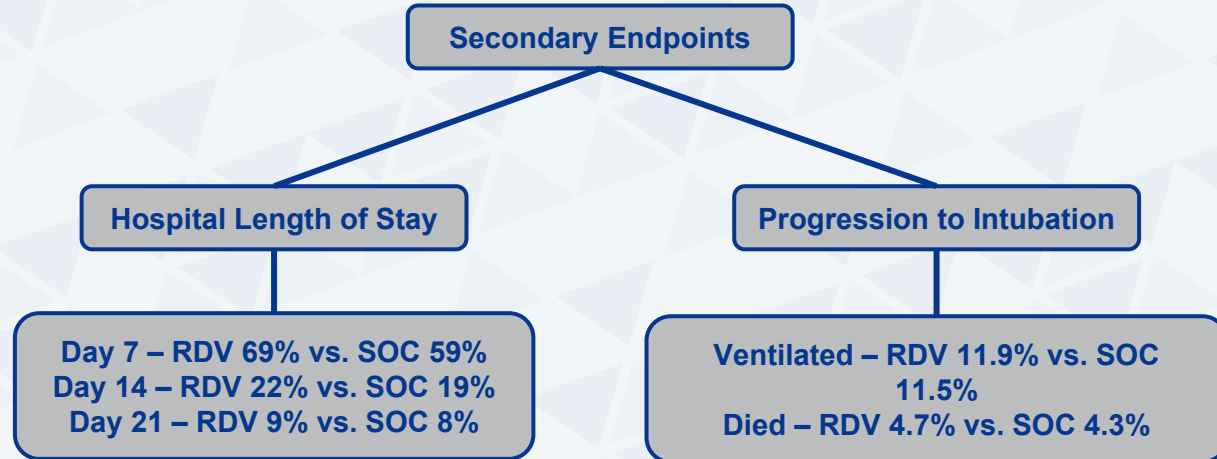 Secondary Endpoints
Hospital Length of Stay
Progression to Intubation
Day 7 – RDV 69% vs. SOC 59%
Day 14 – RDV 22% vs. SOC 19%
Day 21 – RDV 9% vs. SOC 8%
Ventilated – RDV 11.9% vs. SOC
11.5%
Died – RDV 4.7% vs. SOC 4.3%